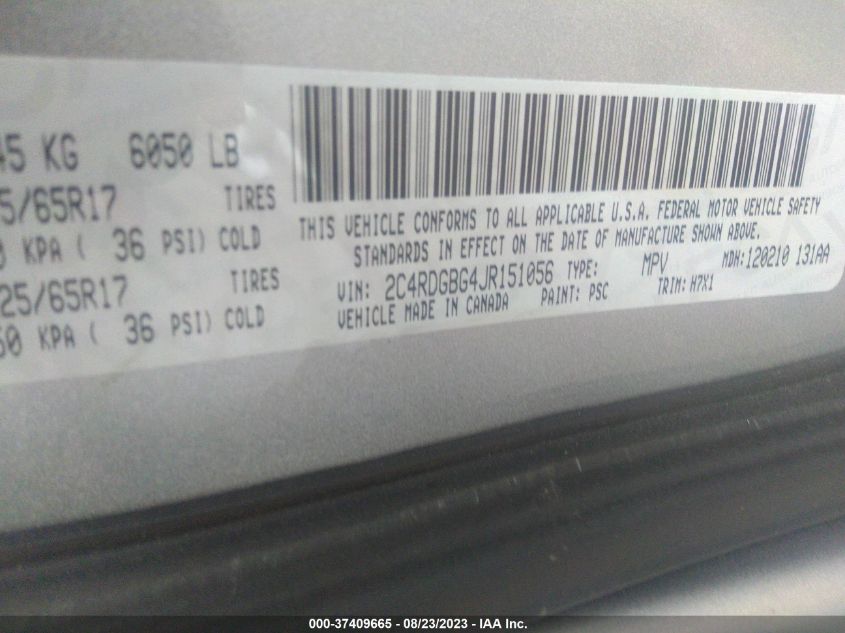 45 KG 6050 LB
5/65R17 TIRES
0 KPA ( 36 PSI) COLD
25/65R17 TIRES
50 KPA ( 36 PSI) COLD
THIS VEHICLE CONFORMS TO ALL APPLICABLE U.S.A. FEDERAL MOTOR VEHICLE SAFETY
STANDARDS IN EFFECT ON THE DATE OF MANUFACTURE SHOWN ABOVE.
VIN: 2C4RDGBG4JR151056 TYPE: MPV MDH:120210 131AA
VEHICLE MADE IN CANADA PAINT: PSC TRIM: H7X1
000-37409665 - 08/23/2023 - IAA Inc.